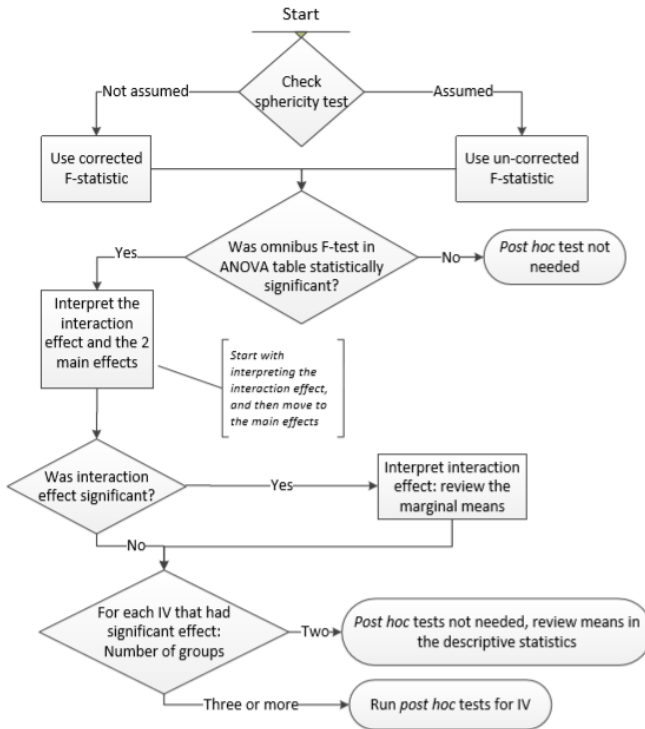 Start
Check
sphericity test
Not assumed
Assumed
Use corrected
F-statistic
Use un-corrected
F-statistic
Was omnibus F-test in
ANOVA table statistically
significant?
Yes
No
Post hoc test not
needed
Interpret the
interaction
effect and the 2
main effects
Start with
interpreting the
interaction effect,
and then move to
the main effects
Was interaction
effect significant?
Yes
Interpret interaction
effect: review the
marginal means
No
For each IV that had
significant effect:
Number of groups
Two
Post hoc tests not needed, review means in
the descriptive statistics
Three or more
Run post hoc tests for IV